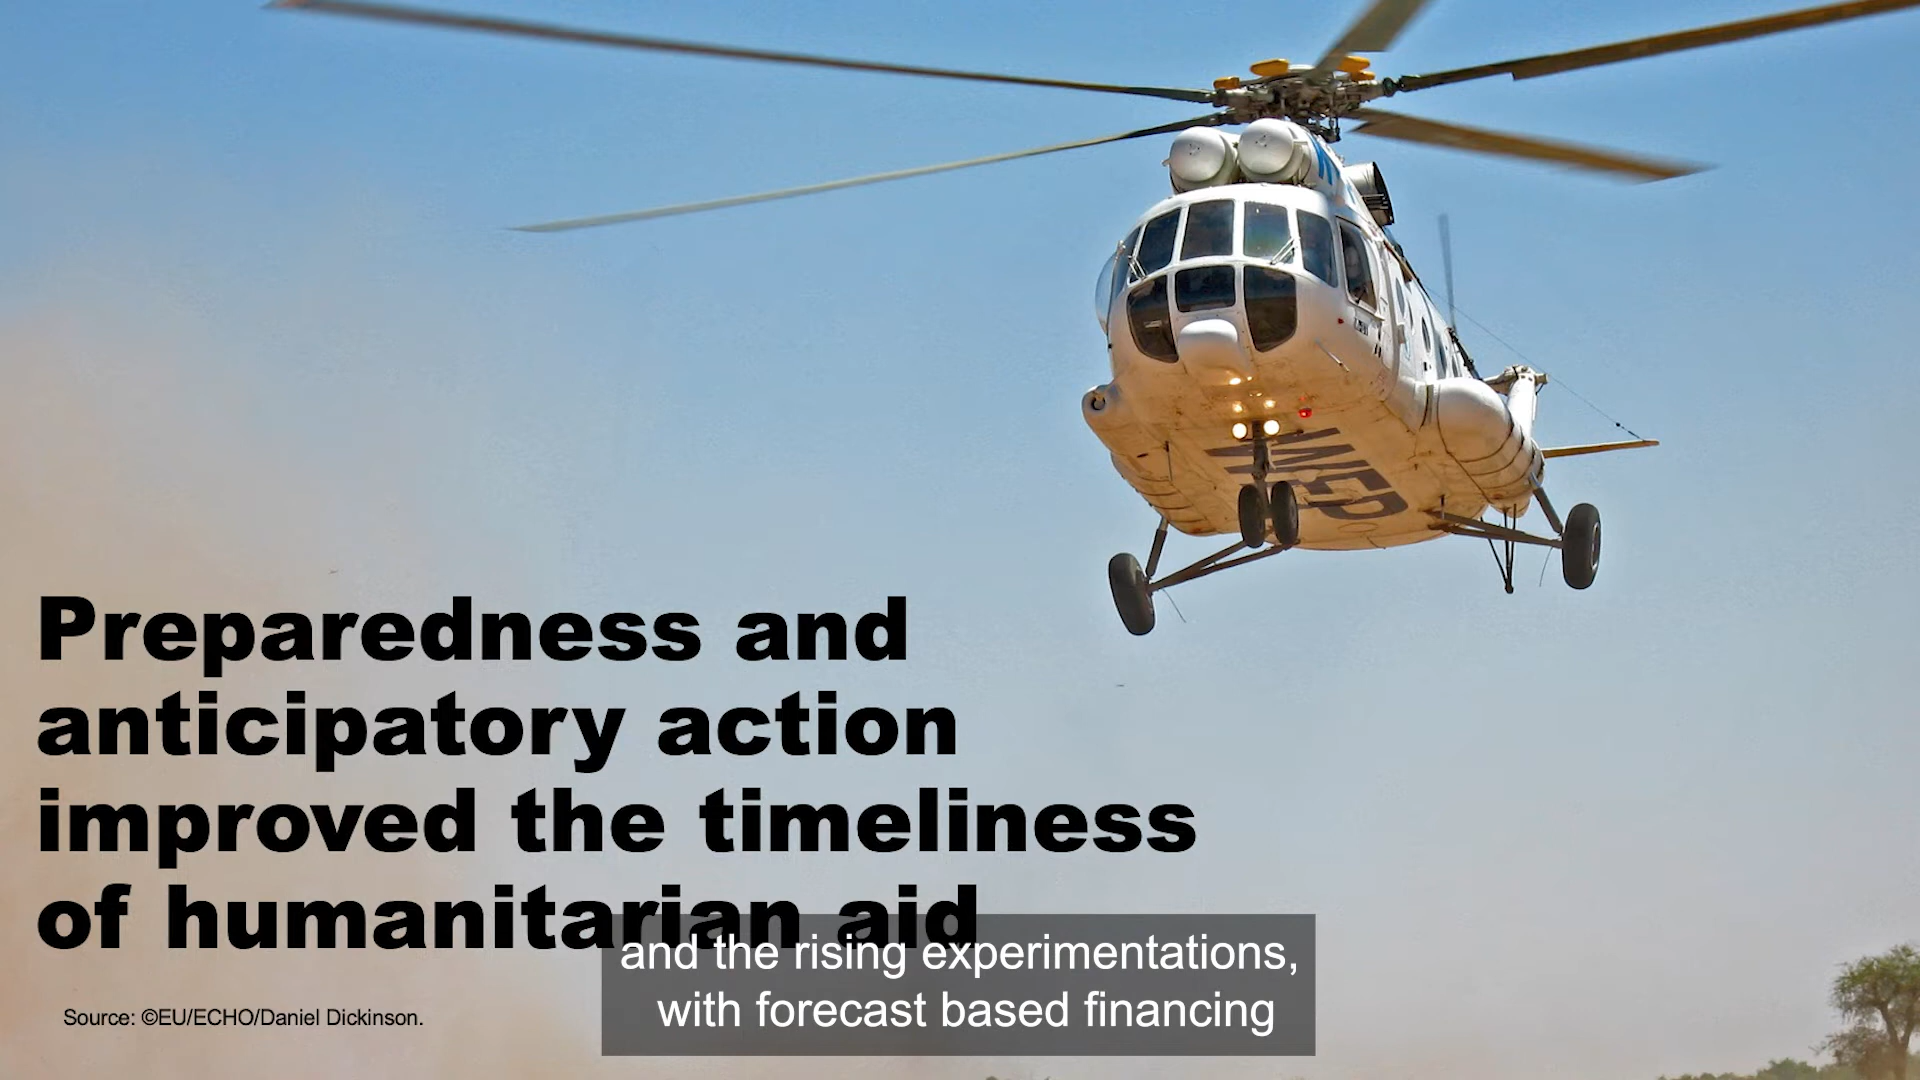 WFP
Preparedness and
anticipatory action
improved the timeliness
of humanitarian aid
and the rising experimentations,
with forecast based financing
Source: ©EU/ECHO/Daniel Dickinson.